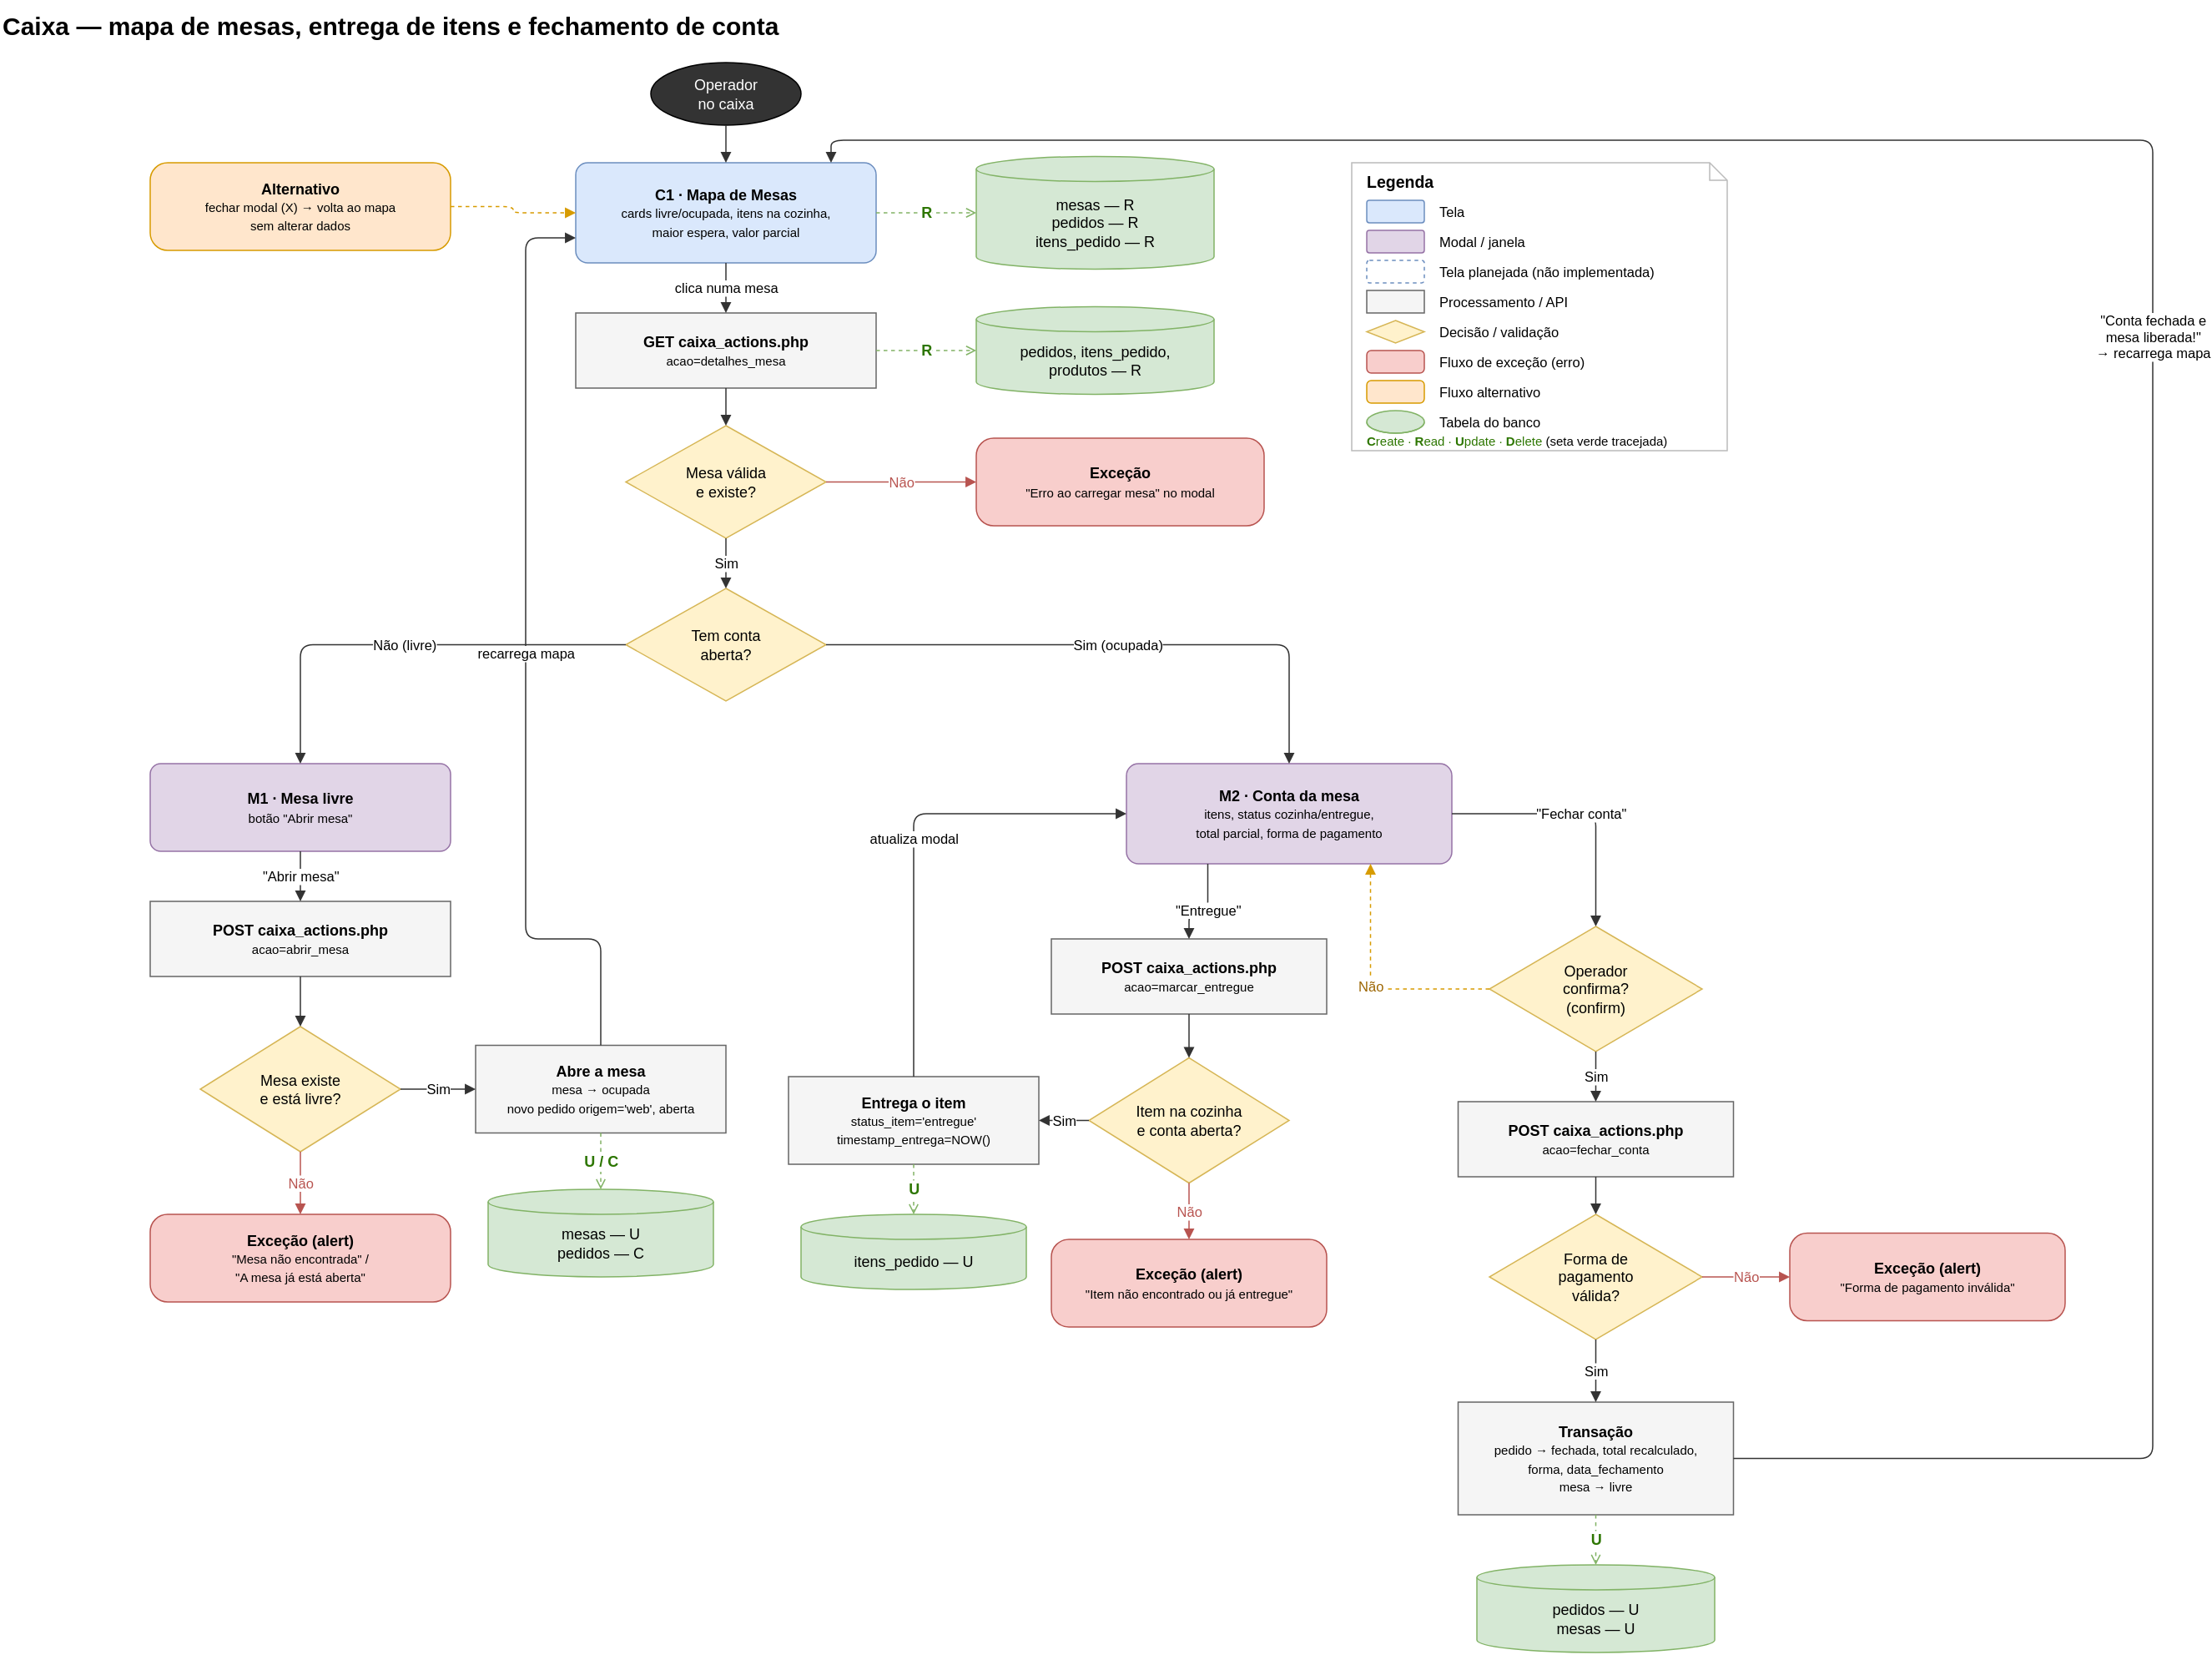 Caixa — mapa de mesas, entrega de itens e fechamento de conta
Operador
no caixa
Alternativo
fechar modal (X) → volta ao mapa
sem alterar dados
C1 · Mapa de Mesas
cards livre/ocupada, itens na cozinha,
maior espera, valor parcial
R
mesas — R
pedidos — R
itens_pedido — R
Legenda
Tela
Modal / janela
Tela planejada (não implementada)
Processamento / API
Decisão / validação
Fluxo de exceção (erro)
Fluxo alternativo
Tabela do banco
Create · Read · Update · Delete (seta verde tracejada)
"Conta fechada e
mesa liberada!"
→ recarrega mapa
clica numa mesa
GET caixa_actions.php
acao=detalhes_mesa
R
pedidos, itens_pedido,
produtos — R
Mesa válida
e existe?
Não
Exceção
"Erro ao carregar mesa" no modal
Sim
Tem conta
aberta?
Não (livre)
recarrega mapa
Sim (ocupada)
M1 · Mesa livre
botão "Abrir mesa"
"Abrir mesa"
POST caixa_actions.php
acao=abrir_mesa
Mesa existe
e está livre?
Sim
Abre a mesa
mesa → ocupada
novo pedido origem='web', aberta
U / C
mesas — U
pedidos — C
Não
Exceção (alert)
"Mesa não encontrada" /
"A mesa já está aberta"
M2 · Conta da mesa
itens, status cozinha/entregue,
total parcial, forma de pagamento
atualiza modal
"Entregue"
POST caixa_actions.php
acao=marcar_entregue
Item na cozinha
e conta aberta?
Sim
Entrega o item
status_item='entregue'
timestamp_entrega=NOW()
U
itens_pedido — U
Não
Exceção (alert)
"Item não encontrado ou já entregue"
"Fechar conta"
Operador
confirma?
(confirm)
Não
Sim
POST caixa_actions.php
acao=fechar_conta
Forma de
pagamento
válida?
Não
Exceção (alert)
"Forma de pagamento inválida"
Sim
Transação
pedido → fechada, total recalculado,
forma, data_fechamento
mesa → livre
U
pedidos — U
mesas — U